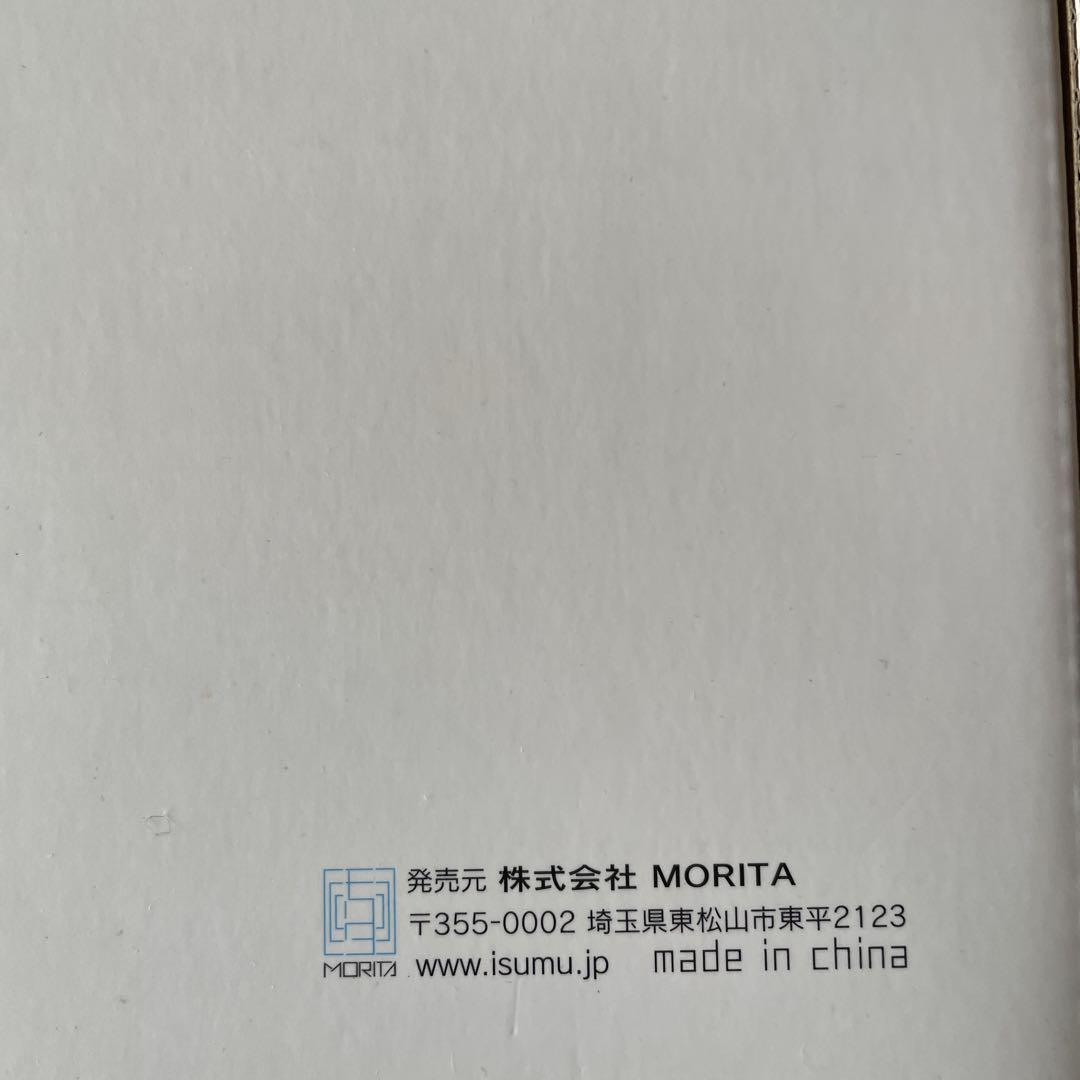 発売元 株式会社 MORITA
〒355-0002 埼玉県東松山市東平2123
MORITA www.isumu.jp made in china